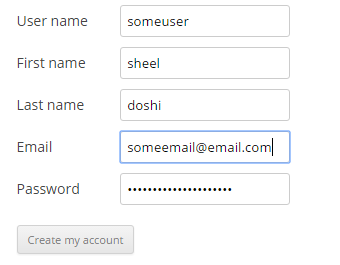 User name someuser
First name sheel
Last name doshi
Email someemail@email.com
Password •••••••••••••••••••••
Create my account